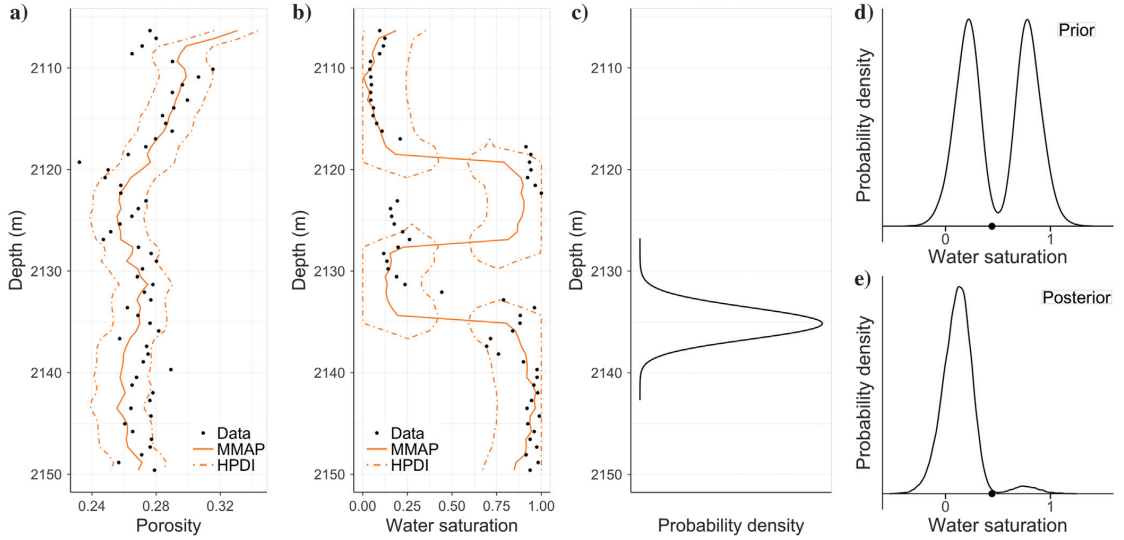 a)
2110
2120
2130
2140
2150
Depth (m)
0.24 0.28 0.32
Porosity
Data
MMAP
HPDI
b)
2110
2120
2130
2140
2150
Depth (m)
0.00 0.25 0.50 0.75 1.00
Water saturation
Data
MMAP
HPDI
c)
2110
2120
2130
2140
2150
Depth (m)
Probability density
d)
Prior
Probability density
0 1
Water saturation
e)
Posterior
Probability density
0 1
Water saturation